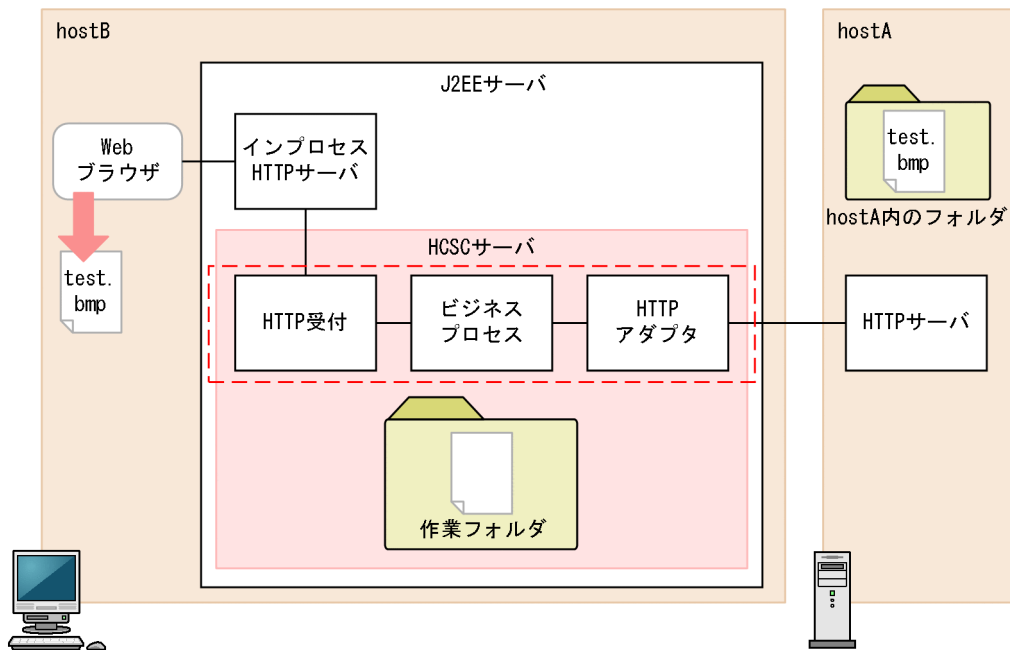 hostB
hostA
J2EEサーバ
Web
ブラウザ
インプロセス
HTTPサーバ
test.
bmp
hostA内のフォルダ
HCSCサーバ
test.
bmp
HTTP受付
ビジネス
プロセス
HTTP
アダプタ
HTTPサーバ
作業フォルダ